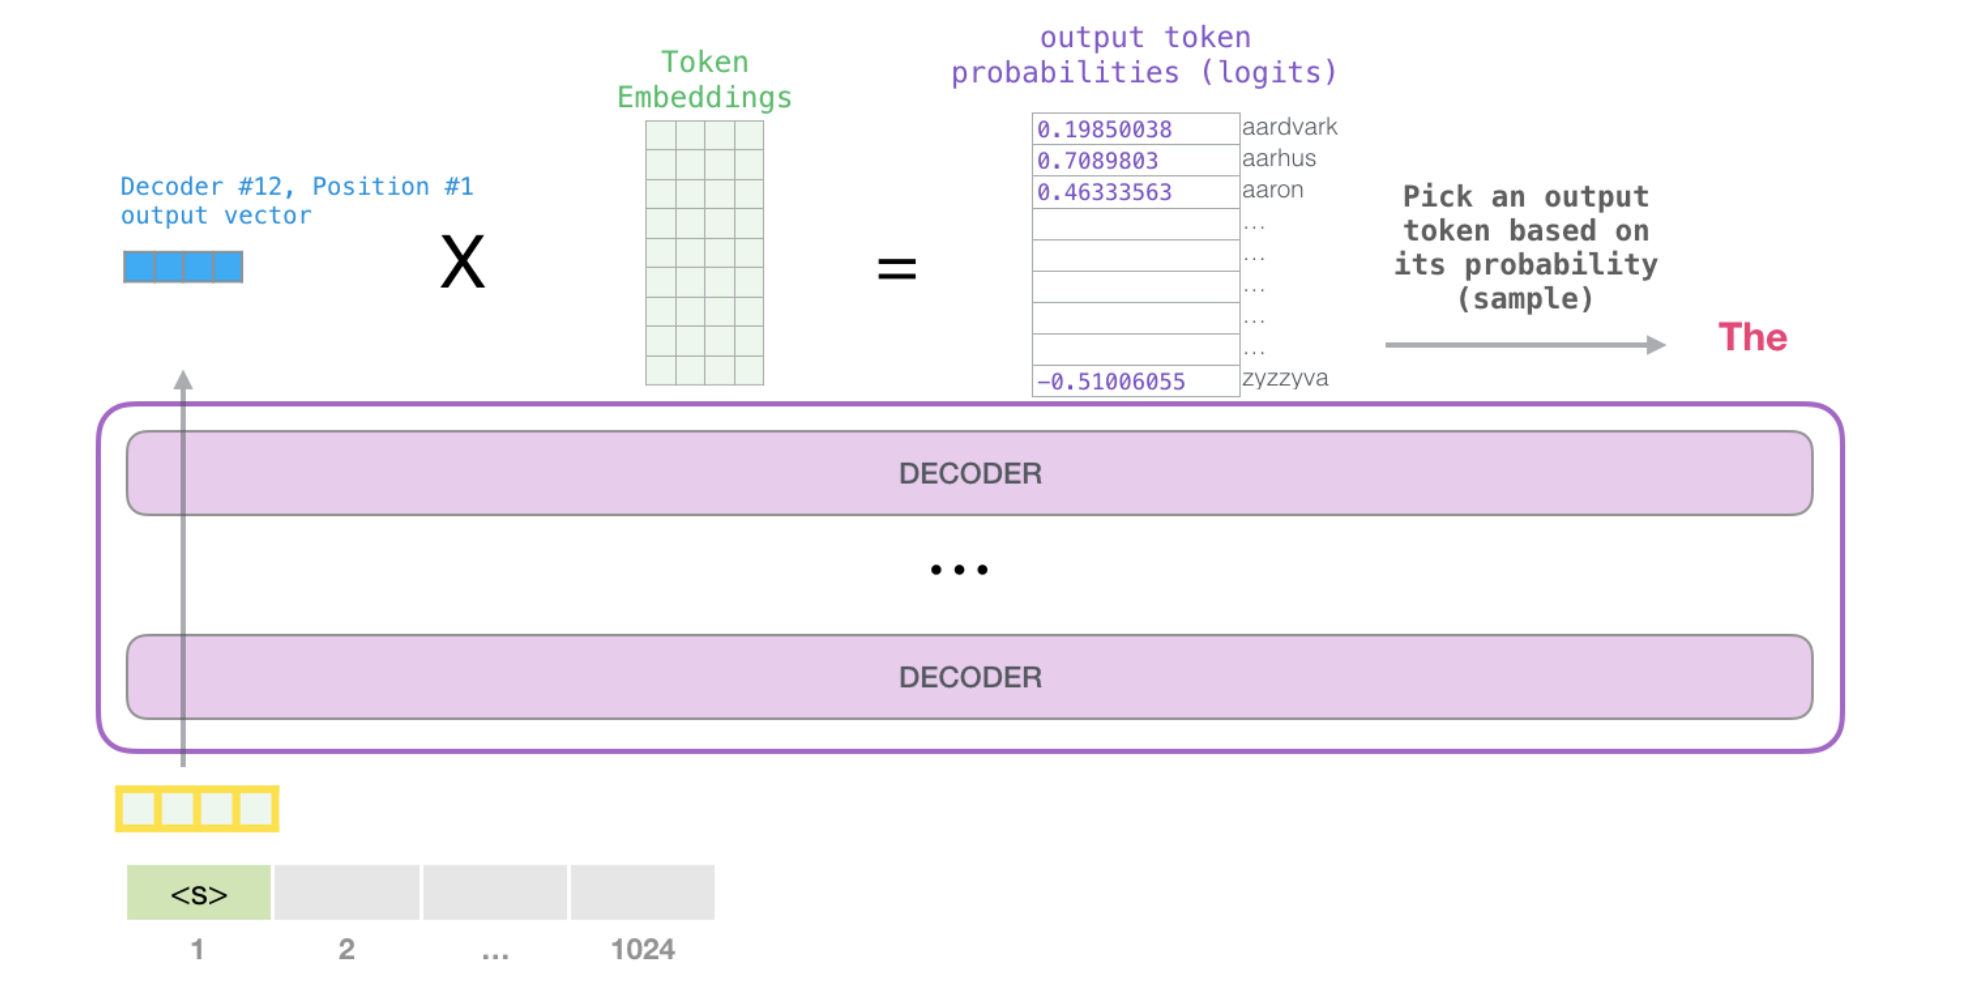 output token
probabilities (logits)
Token
Embeddings
0.19850038 aardvark
0.7089803 aarhus
0.46333563 aaron
...
...
...
...
...
−0.51006055 zyzzyva
Decoder #12, Position #1
output vector
X
=
Pick an output
token based on
its probability
(sample)
The
DECODER
...
DECODER
<s>
1 2 ... 1024